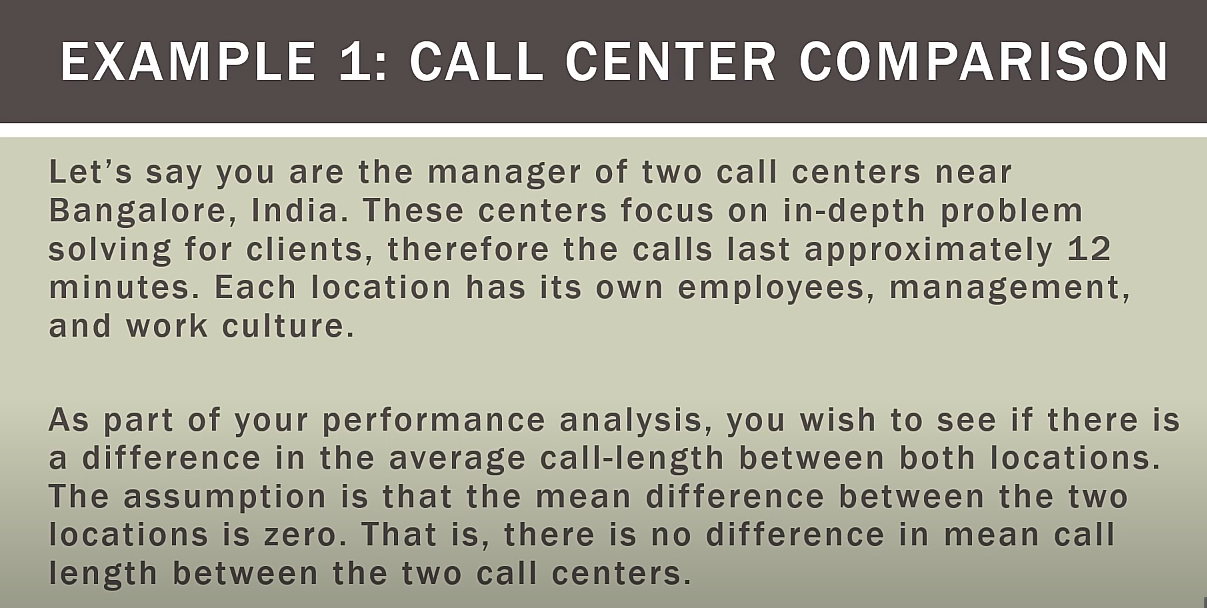 EXAMPLE 1: CALL CENTER COMPARISON
Let’s say you are the manager of two call centers near
Bangalore, India. These centers focus on in-depth problem
solving for clients, therefore the calls last approximately 12
minutes. Each location has its own employees, management,
and work culture.
As part of your performance analysis, you wish to see if there is
a difference in the average call-length between both locations.
The assumption is that the mean difference between the two
locations is zero. That is, there is no difference in mean call
length between the two call centers.